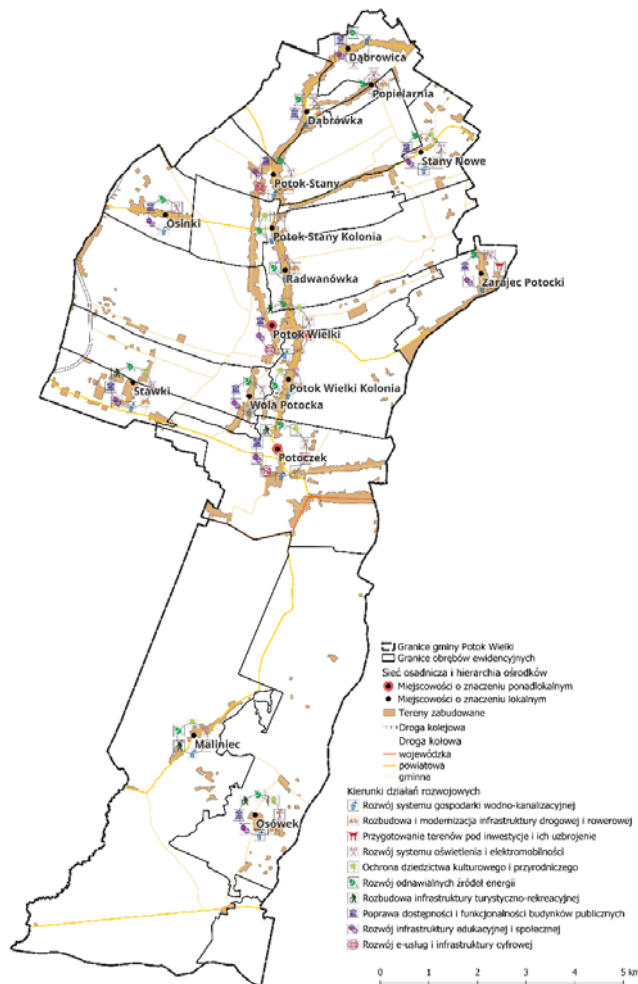 Dąbrowica
Popielarnia
Dąbrówka
Stany Nowe
Potok-Stany
Osinki
Potok-Stany Kolonia
Radwanówka
Zarajec Potocki
Potok Wielki
Potok Wielki Kolonia
Stawki
Wola Potocka
Potoczek
Maliniec
Osówek
Granice gminy Potok Wielki
Granice obrębów ewidencyjnych
Sieć osadnicza i hierarchia ośrodków
Miejscowości o znaczeniu ponadlokalnym
Miejscowości o znaczeniu lokalnym
Tereny zabudowane
Droga kolejowa
Droga kołowa
wojewódzka
powiatowa
gminna
Kierunki działań rozwojowych
Rozwój systemu gospodarki wodno-kanalizacyjnej
Rozbudowa i modernizacja infrastruktury drogowej i rowerowej
Przygotowanie terenów pod inwestycje i ich uzbrojenie
Rozwój systemu oświetlenia i elektromobilności
Ochrona dziedzictwa kulturowego i przyrodniczego
Rozwój odnawialnych źródeł energii
Rozbudowa infrastruktury turystyczno-rekreacyjnej
Poprawa dostępności i funkcjonalności budynków publicznych
Rozwój infrastruktury edukacyjnej i społecznej
Rozwój e-usług i infrastruktury cyfrowej
0 1 2 3 4 5 km